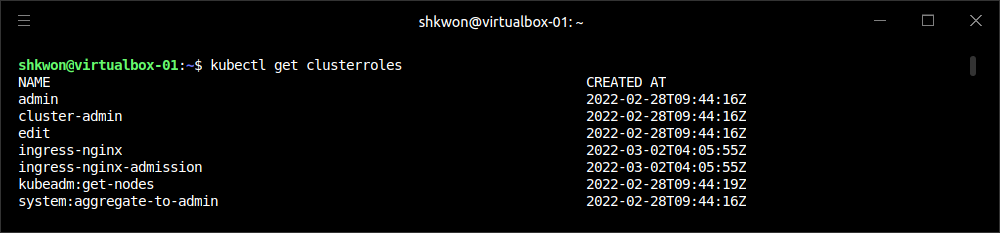 shkwon@virtualbox-01: ~
shkwon@virtualbox-01:~$ kubectl get clusterroles
NAME CREATED AT
admin 2022-02-28T09:44:16Z
cluster-admin 2022-02-28T09:44:16Z
edit 2022-02-28T09:44:16Z
ingress-nginx 2022-03-02T04:05:55Z
ingress-nginx-admission 2022-03-02T04:05:55Z
kubeadm:get-nodes 2022-02-28T09:44:19Z
system:aggregate-to-admin 2022-02-28T09:44:16Z